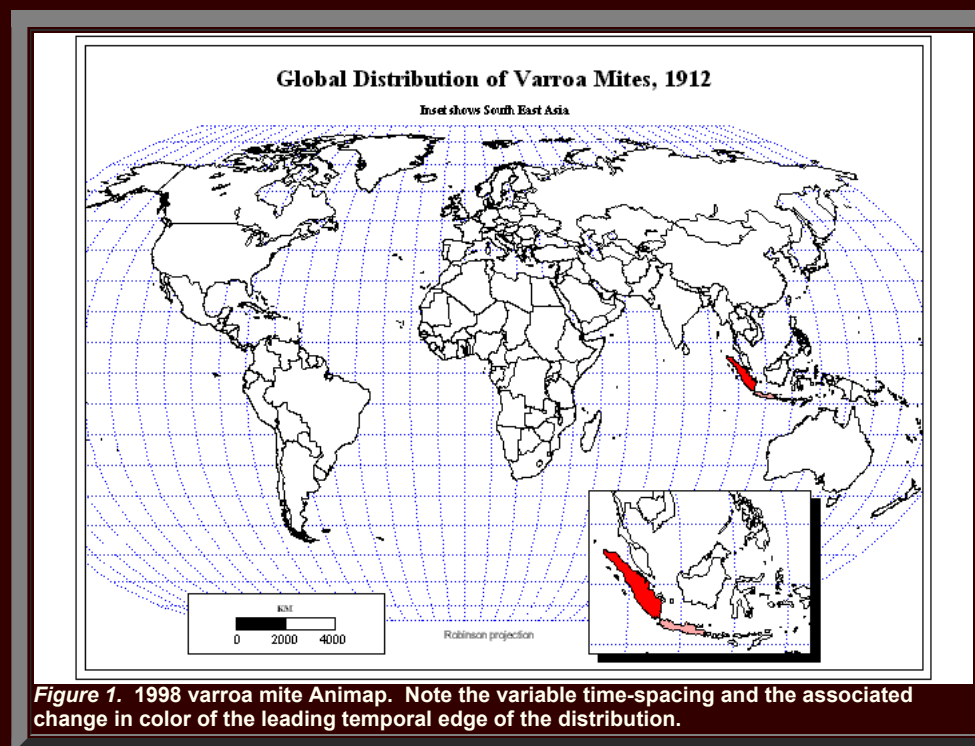 Global Distribution of Varroa Mites, 1912
Inset shows South East Asia
KM
0 2000 4000
Robinson projection
Figure 1. 1998 varroa mite Animap. Note the variable time-spacing and the associated
change in color of the leading temporal edge of the distribution.